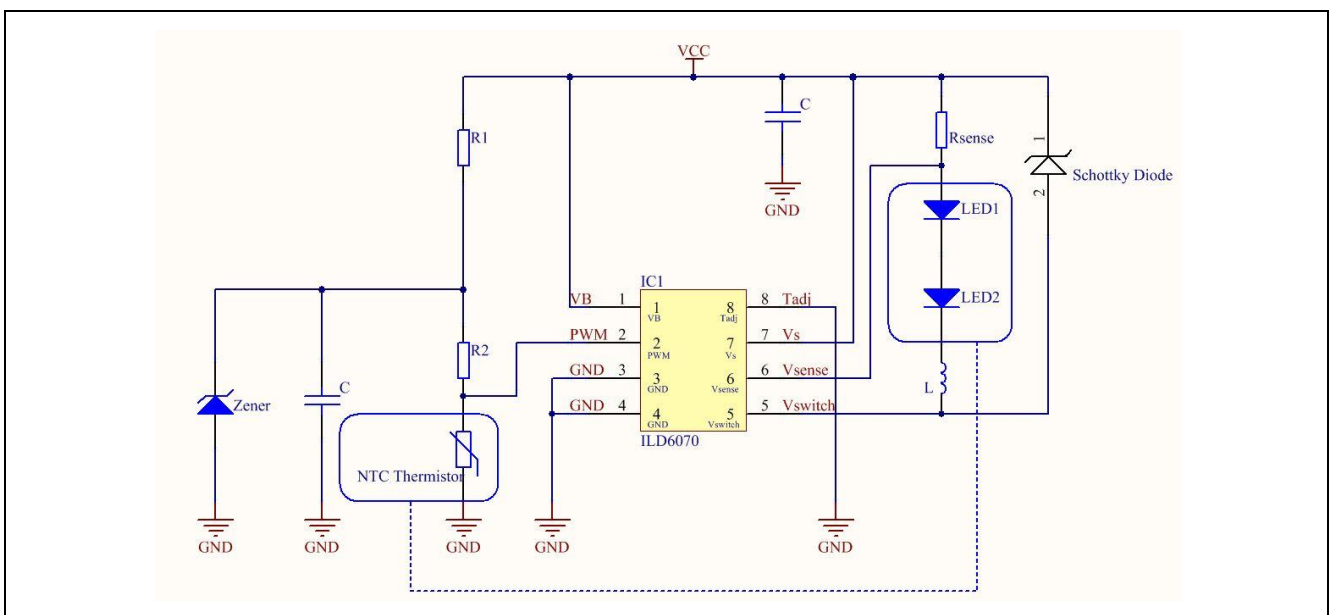 VCC
R1
C
GND
Rsense
1
2
Schottky Diode
LED1
LED2
L
IC1
VB 1
1
VB
PWM 2
2
PWM
GND 3
3
GND
GND 4
4
GND
8 Tadj
8
Tadj
7 Vs
7
Vs
6 Vsense
6
Vsense
5 Vswitch
5
Vswitch
ILD6070
R2
Zener
C
NTC Thermistor
GND
GND
GND
GND
GND